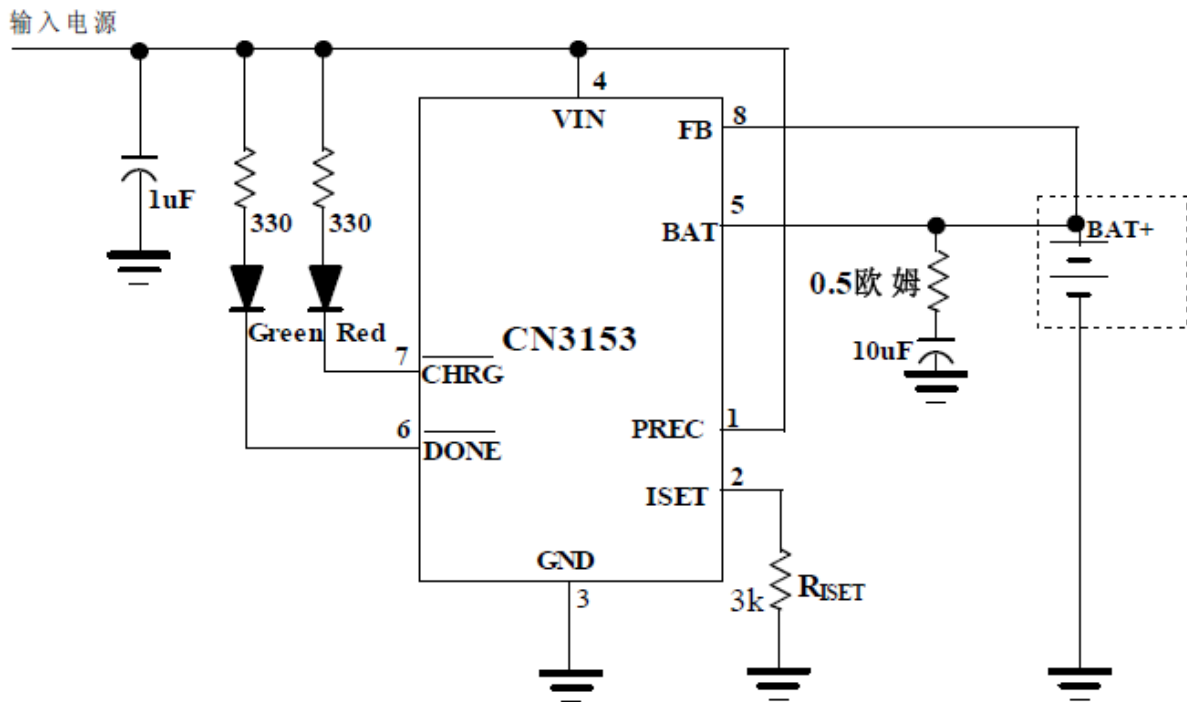 输入电源
4
VIN
8
FB
1uF
330
330
5
BAT
BAT+
0.5欧姆
Green
Red
CN3153
10uF
7
CHRG
6
DONE
1
PREC
2
ISET
GND
3
3k
RISET